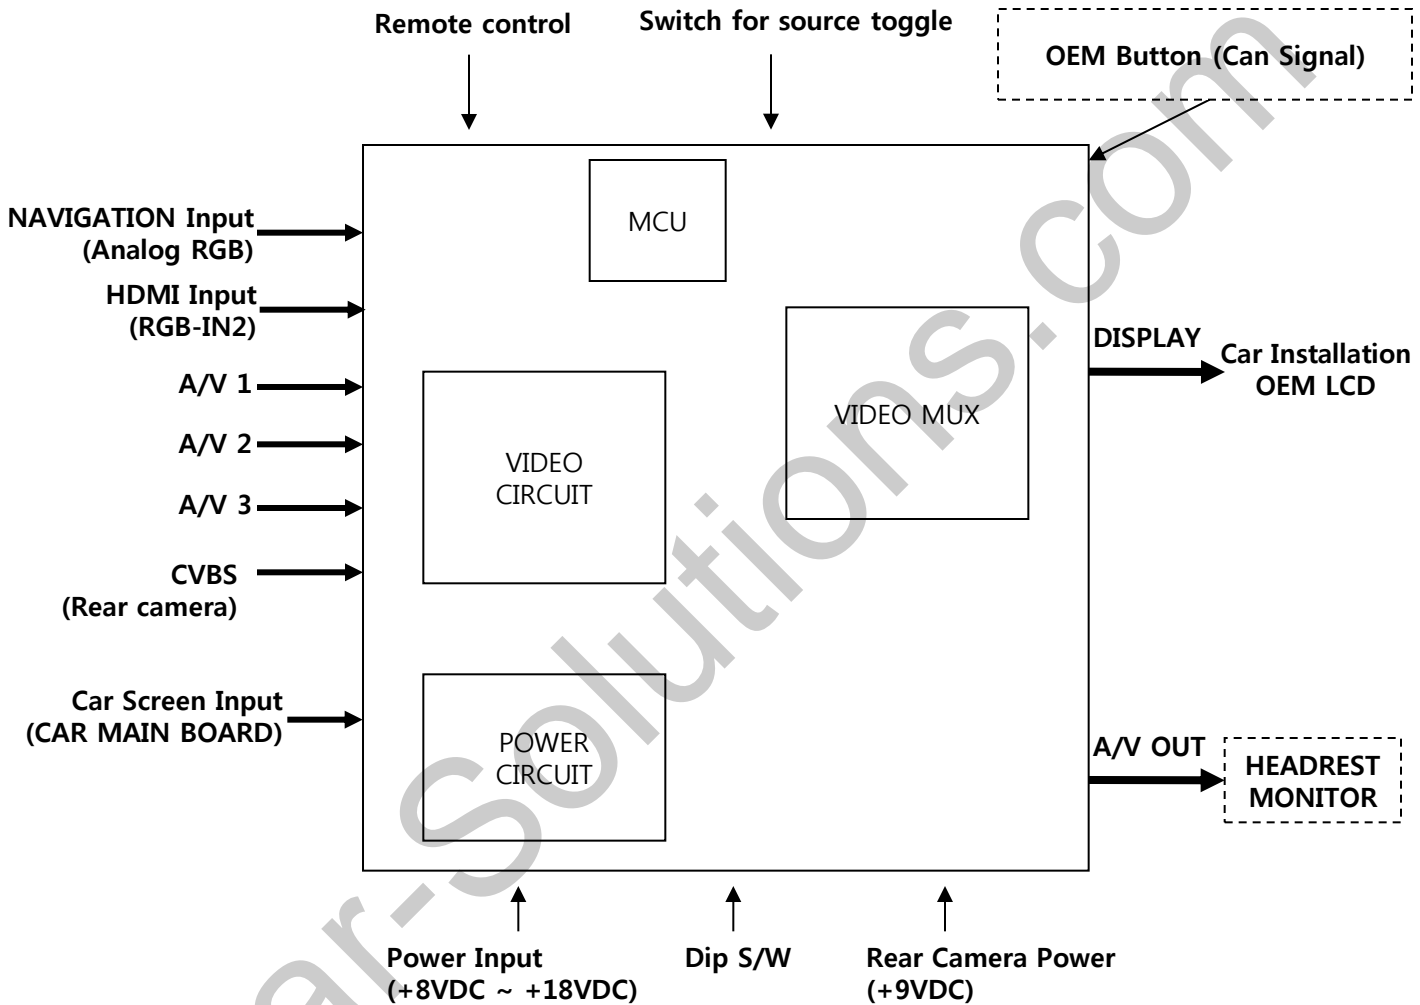 Remote control
Switch for source toggle
OEM Button (Can Signal)
NAVIGATION Input
(Analog RGB)
HDMI Input
(RGB-IN2)
A/V 1
A/V 2
A/V 3
CVBS
(Rear camera)
Car Screen Input
(CAR MAIN BOARD)
MCU
VIDEO
CIRCUIT
VIDEO MUX
POWER
CIRCUIT
DISPLAY
Car Installation
OEM LCD
A/V OUT
HEADREST
MONITOR
Power Input
(+8VDC ~ +18VDC)
Dip S/W
Rear Camera Power
(+9VDC)
ar-Solutions.com